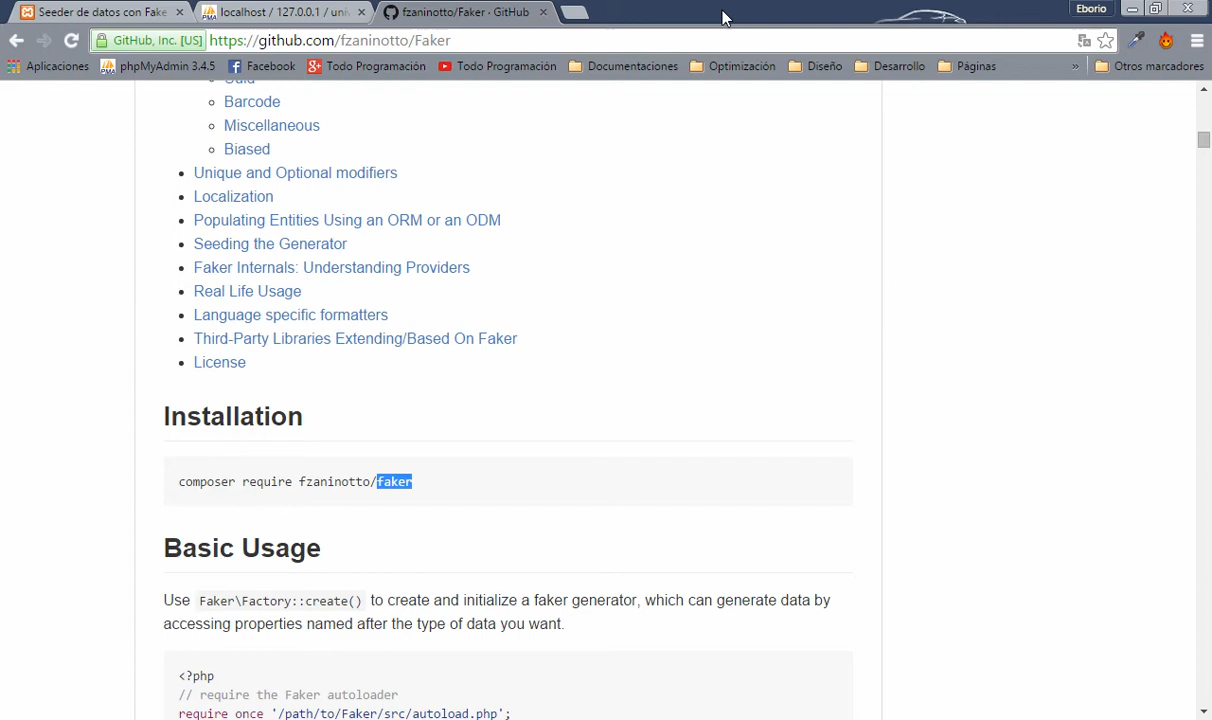 Seeder de datos con Fake
localhost / 127.0.0.1 / univ
fzaninotto/Faker · GitHub
Eborio
GitHub, Inc. [US]
https://github.com/fzaninotto/Faker
Aplicaciones
phpMyAdmin 3.4.5
Facebook
Todo Programación
Todo Programación
Documentaciones
Optimización
Diseño
Desarrollo
Páginas
»
Otros marcadores
Barcode
Miscellaneous
Biased
Unique and Optional modifiers
Localization
Populating Entities Using an ORM or an ODM
Seeding the Generator
Faker Internals: Understanding Providers
Real Life Usage
Language specific formatters
Third-Party Libraries Extending/Based On Faker
License
Installation
composer require fzaninotto/faker
Basic Usage
Use Faker\Factory::create() to create and initialize a faker generator, which can generate data by
accessing properties named after the type of data you want.
<?php
// require the Faker autoloader
require_once '/path/to/Faker/src/autoload.php';